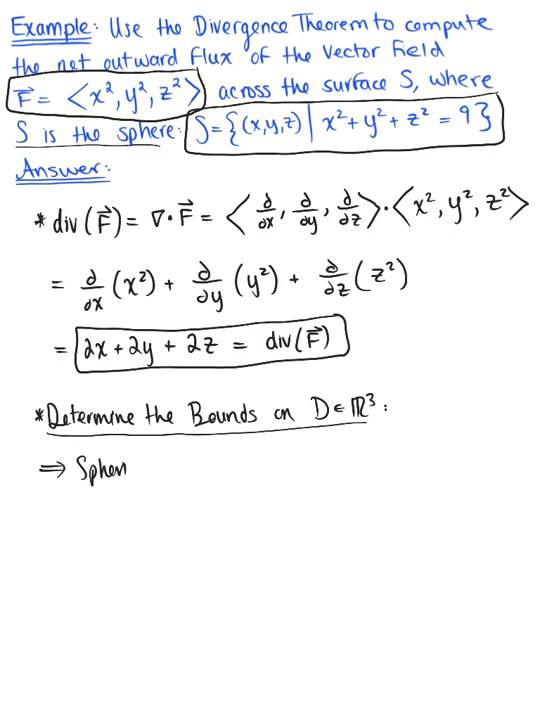 Example: Use the Divergence Theorem to compute
the net outward flux of the vector field
F⃗ = ⟨x², y², z²⟩ across the surface S, where
S is the sphere: S = {(x,y,z) | x² + y² + z² = 9}
Answer:
* div(F⃗) = ∇ · F⃗ = ⟨∂/∂x, ∂/∂y, ∂/∂z⟩ · ⟨x², y², z²⟩
= ∂/∂x (x²) + ∂/∂y (y²) + ∂/∂z (z²)
= 2x + 2y + 2z = div(F⃗)
* Determine the Bounds on D ∈ ℝ³ :
⇒ Spher